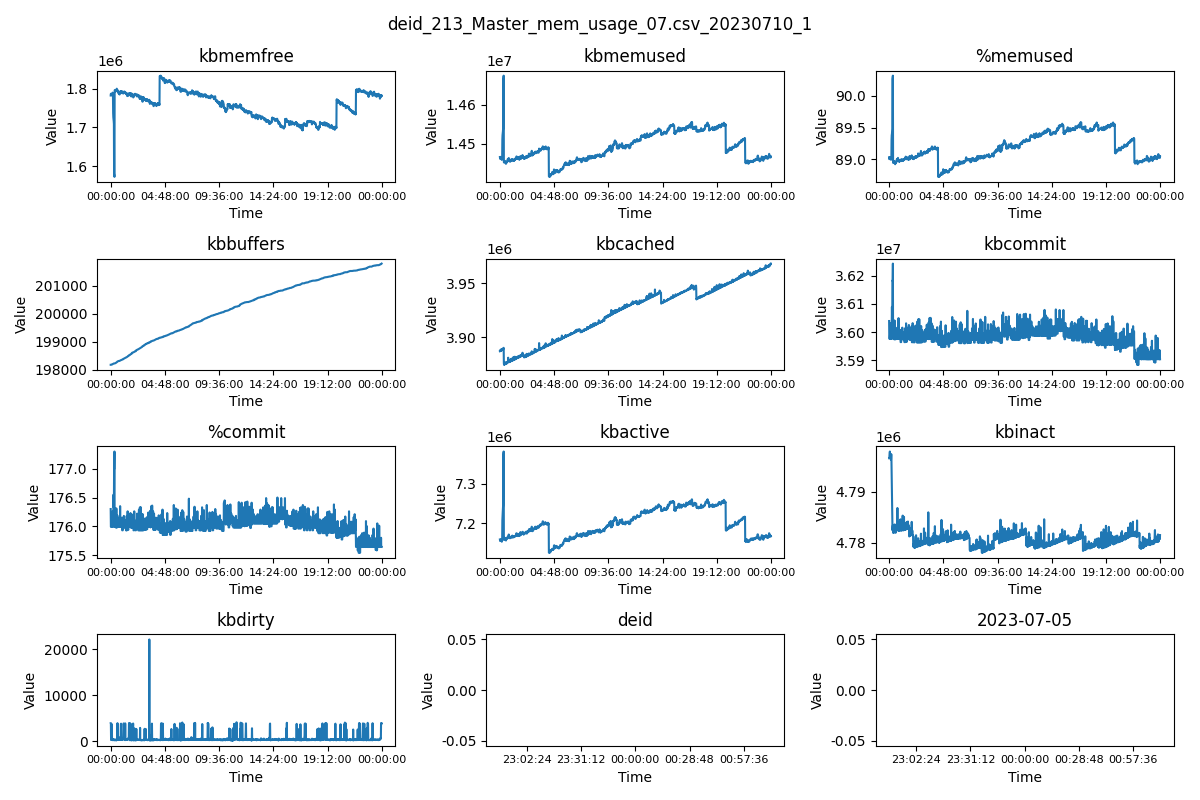 deid_213_Master_mem_usage_07.csv_20230710_1
kbmemfree kbmemused %memused
1e6 1e7
1.8 1.7 1.6 Value
1.46 1.45 Value
90.0 89.5 89.0 Value
00:00:00 04:48:00 09:36:00 14:24:00 19:12:00 00:00:00 00:00:00 04:48:00 09:36:00 14:24:00 19:12:00 00:00:00 00:00:00 04:48:00 09:36:00 14:24:00 19:12:00 00:00:00
Time Time Time
kbbuffers kbcached kbcommit
1e6 1e7
201000 200000 199000 198000 Value
3.95 3.90 Value
3.62 3.61 3.60 3.59 Value
00:00:00 04:48:00 09:36:00 14:24:00 19:12:00 00:00:00 00:00:00 04:48:00 09:36:00 14:24:00 19:12:00 00:00:00 00:00:00 04:48:00 09:36:00 14:24:00 19:12:00 00:00:00
Time Time Time
%commit kbactive kbinact
1e6 1e6
177.0 176.5 176.0 175.5 Value
7.3 7.2 Value
4.79 4.78 Value
00:00:00 04:48:00 09:36:00 14:24:00 19:12:00 00:00:00 00:00:00 04:48:00 09:36:00 14:24:00 19:12:00 00:00:00 00:00:00 04:48:00 09:36:00 14:24:00 19:12:00 00:00:00
Time Time Time
kbdirty deid 2023-07-05
20000 10000 0 Value
0.05 0.00 -0.05 Value
0.05 0.00 -0.05 Value
00:00:00 04:48:00 09:36:00 14:24:00 19:12:00 00:00:00 23:02:24 23:31:12 00:00:00 00:28:48 00:57:36 23:02:24 23:31:12 00:00:00 00:28:48 00:57:36
Time Time Time